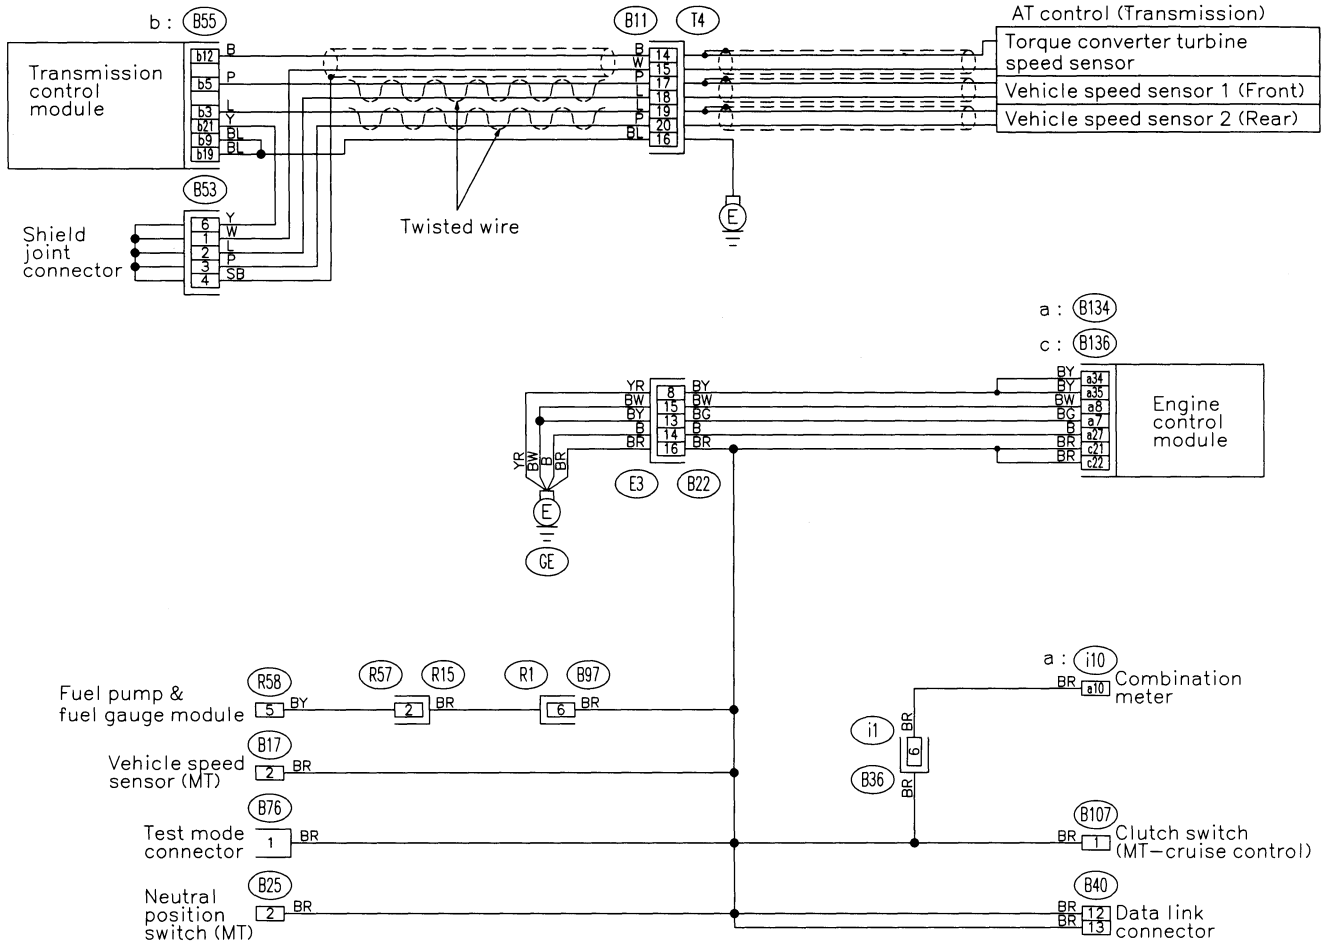 b : B55
B11 T4
AT control (Transmission)
Transmission
control
module
b12 B
b5 P
b3 L
b21 Y
b9 BL
b19 BL
B 14
W 15
P 17
L 18
L 19
P 20
BL 16
Torque converter turbine
speed sensor
Vehicle speed sensor 1 (Front)
Vehicle speed sensor 2 (Rear)
B53
Shield
joint
connector
6 Y
1 W
2 L
3 P
4 SB
Twisted wire
E
a : B134
c : B136
YR 8 BY
BW 15 BW
BY 13 BG
B 14 B
BR 16 BR
BY a34
BY a35
BW a8
BG a7
B a27
BR c21
BR c22
Engine
control
module
YR BW B BR
E3 B22
E
GE
Fuel pump &
fuel gauge module
R58
5 BY
R57 R15
2 BR
R1 B97
6 BR
a : i10
BR a10
Combination
meter
BR
i1
6
B36
BR
Vehicle speed
sensor (MT)
B17
2 BR
Test mode
connector
B76
1 BR
B107
BR 1
Clutch switch
(MT-cruise control)
Neutral
position
switch (MT)
B25
2 BR
B40
BR 12
BR 13
Data link
connector